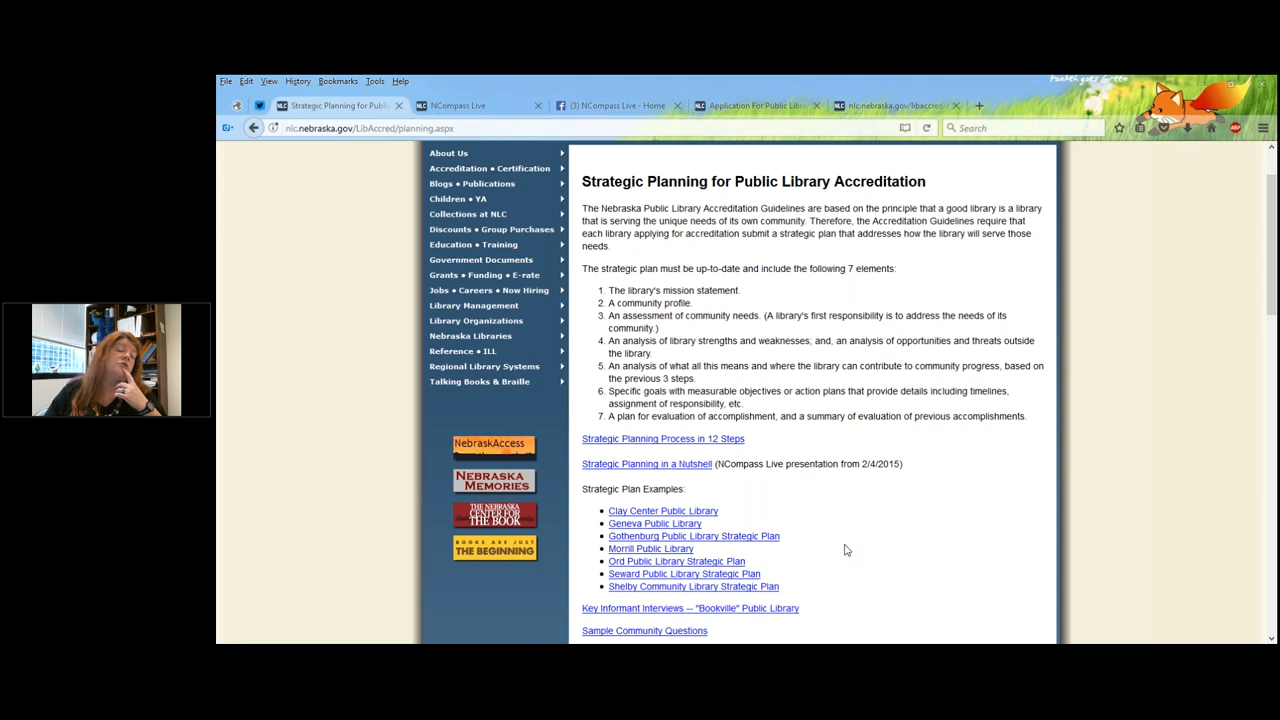 File Edit View History Bookmarks Tools Help
Strategic Planning for Publi
NCompass Live
(3) NCompass Live - Home
Application For Public Libra
nlc.nebraska.gov/libaccred
nlc.nebraska.gov/LibAccred/planning.aspx
Search
ABP
About Us
Accreditation • Certification
Blogs • Publications
Children • YA
Collections at NLC
Discounts • Group Purchases
Education • Training
Government Documents
Grants • Funding • E-rate
Jobs • Careers • Now Hiring
Library Management
Library Organizations
Nebraska Libraries
Reference • ILL
Regional Library Systems
Talking Books & Braille
NebraskAccess
NEBRASKA
MEMORIES
THE NEBRASKA
CENTER FOR
THE BOOK
BOOKS ARE JUST
THE BEGINNING
Strategic Planning for Public Library Accreditation
The Nebraska Public Library Accreditation Guidelines are based on the principle that a good library is a library
that is serving the unique needs of its own community. Therefore, the Accreditation Guidelines require that
each library applying for accreditation submit a strategic plan that addresses how the library will serve those
needs.
The strategic plan must be up-to-date and include the following 7 elements:
1. The library's mission statement.
2. A community profile.
3. An assessment of community needs. (A library's first responsibility is to address the needs of its
community.)
4. An analysis of library strengths and weaknesses; and, an analysis of opportunities and threats outside
the library.
5. An analysis of what all this means and where the library can contribute to community progress, based on
the previous 3 steps.
6. Specific goals with measurable objectives or action plans that provide details including timelines,
assignment of responsibility, etc.
7. A plan for evaluation of accomplishment, and a summary of evaluation of previous accomplishments.
Strategic Planning Process in 12 Steps
Strategic Planning in a Nutshell (NCompass Live presentation from 2/4/2015)
Strategic Plan Examples:
• Clay Center Public Library
• Geneva Public Library
• Gothenburg Public Library Strategic Plan
• Morrill Public Library
• Ord Public Library Strategic Plan
• Seward Public Library Strategic Plan
• Shelby Community Library Strategic Plan
Key Informant Interviews -- "Bookville" Public Library
Sample Community Questions